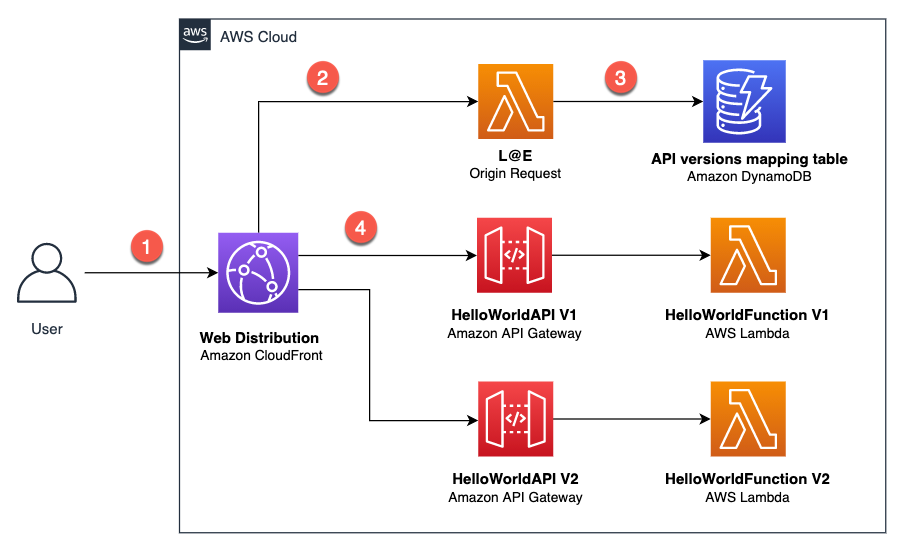 aws
AWS Cloud
2
3
L@E
Origin Request
API versions mapping table
Amazon DynamoDB
1
4
User
Web Distribution
Amazon CloudFront
HelloWorldAPI V1
Amazon API Gateway
HelloWorldFunction V1
AWS Lambda
HelloWorldAPI V2
Amazon API Gateway
HelloWorldFunction V2
AWS Lambda